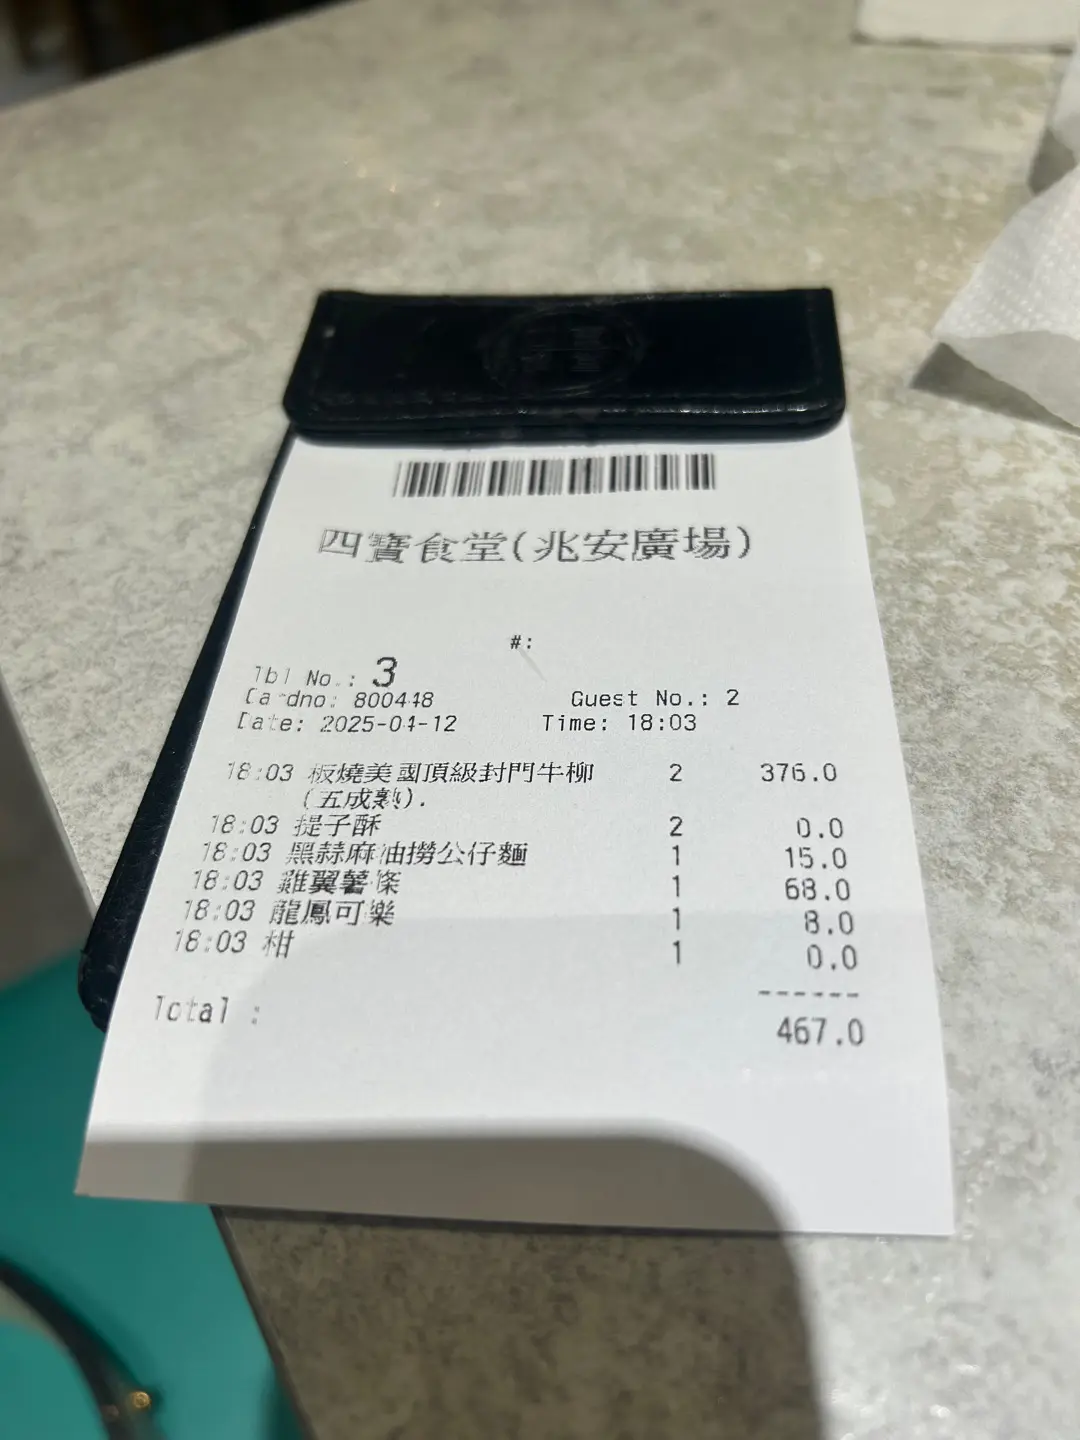 四寶食堂(兆安廣場)
#:
Tbl No.: 3
Cardno: 800448 Guest No.: 2
Date: 2025-04-12 Time: 18:03
18:03 板燒美國頂級封門牛柳 2 376.0
(五成熟).
18:03 提子酥 2 0.0
18:03 黑蒜麻油撈公仔麵 1 15.0
18:03 雞翼薯條 1 68.0
18:03 龍鳳可樂 1 8.0
18:03 柑 1 0.0
------
Total : 467.0